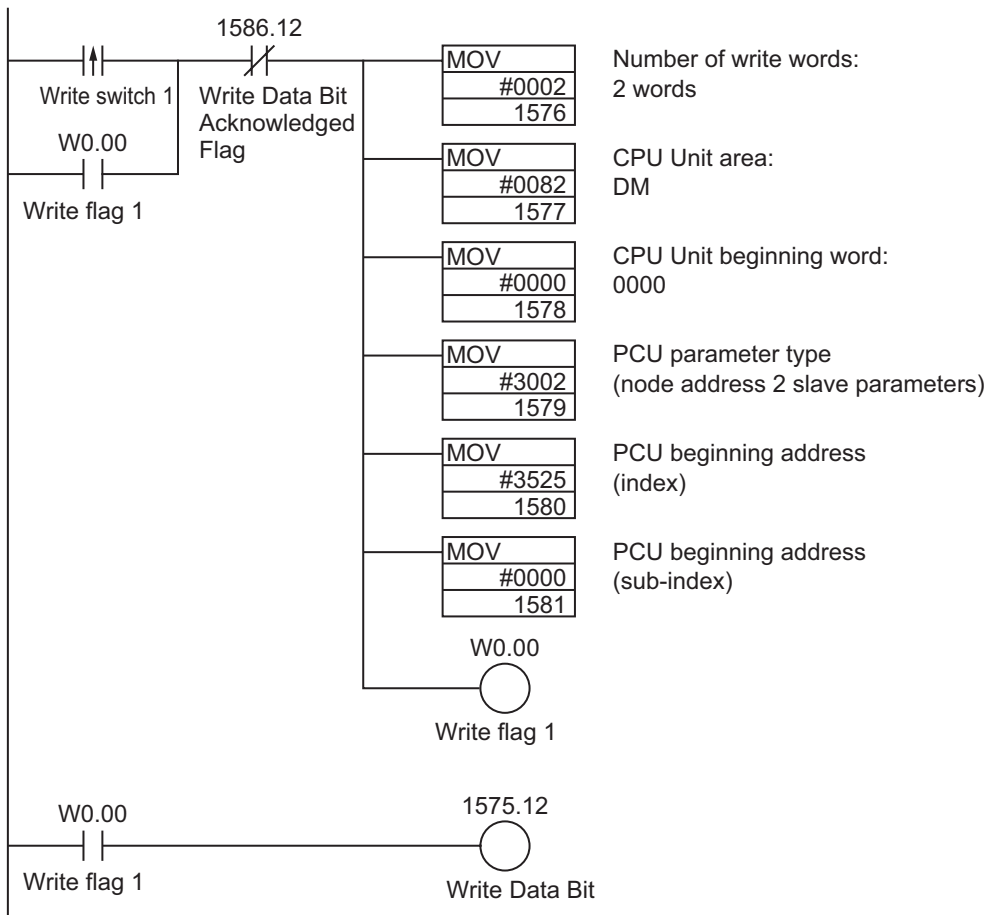 1586.12
Write switch 1
Write Data Bit
Acknowledged
Flag
W0.00
Write flag 1
MOV
#0002
1576
Number of write words:
2 words
MOV
#0082
1577
CPU Unit area:
DM
MOV
#0000
1578
CPU Unit beginning word:
0000
MOV
#3002
1579
PCU parameter type
(node address 2 slave parameters)
MOV
#3525
1580
PCU beginning address
(index)
MOV
#0000
1581
PCU beginning address
(sub-index)
W0.00
Write flag 1
W0.00
Write flag 1
1575.12
Write Data Bit